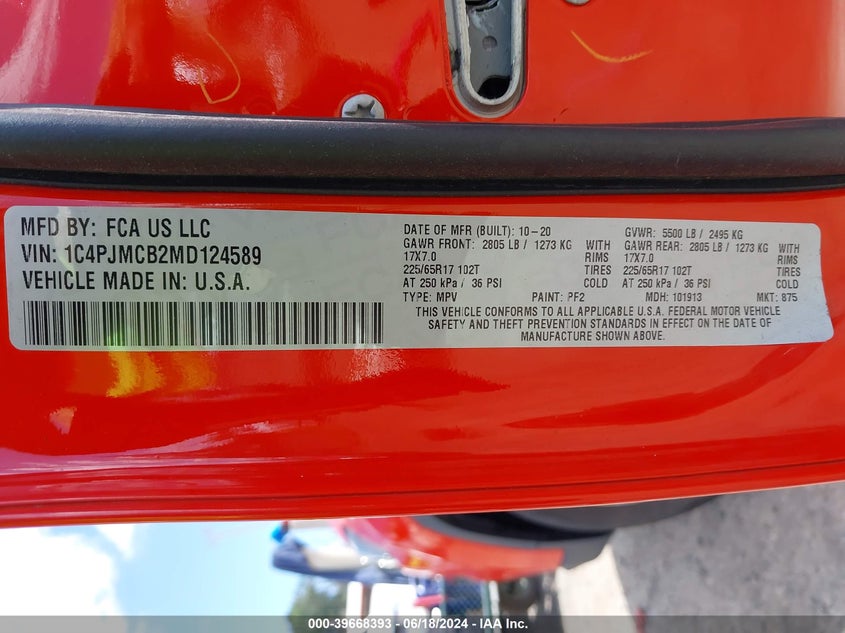 MFD BY: FCA US LLC
VIN: 1C4PJMCB2MD124589
VEHICLE MADE IN: U.S.A.
DATE OF MFR (BUILT): 10-20 GVWR: 5500 LB / 2495 KG
GAWR FRONT: 2805 LB / 1273 KG WITH GAWR REAR: 2805 LB / 1273 KG WITH
17X7.0 RIMS 17X7.0 RIMS
225/65R17 102T TIRES 225/65R17 102T TIRES
AT 250 kPa / 36 PSI COLD AT 250 kPa / 36 PSI COLD
TYPE: MPV PAINT: PF2 MDH: 101913 MKT: 875
THIS VEHICLE CONFORMS TO ALL APPLICABLE U.S.A. FEDERAL MOTOR VEHICLE
SAFETY AND THEFT PREVENTION STANDARDS IN EFFECT ON THE DATE OF
MANUFACTURE SHOWN ABOVE.
000-39668393 - 06/18/2024 - IAA Inc.